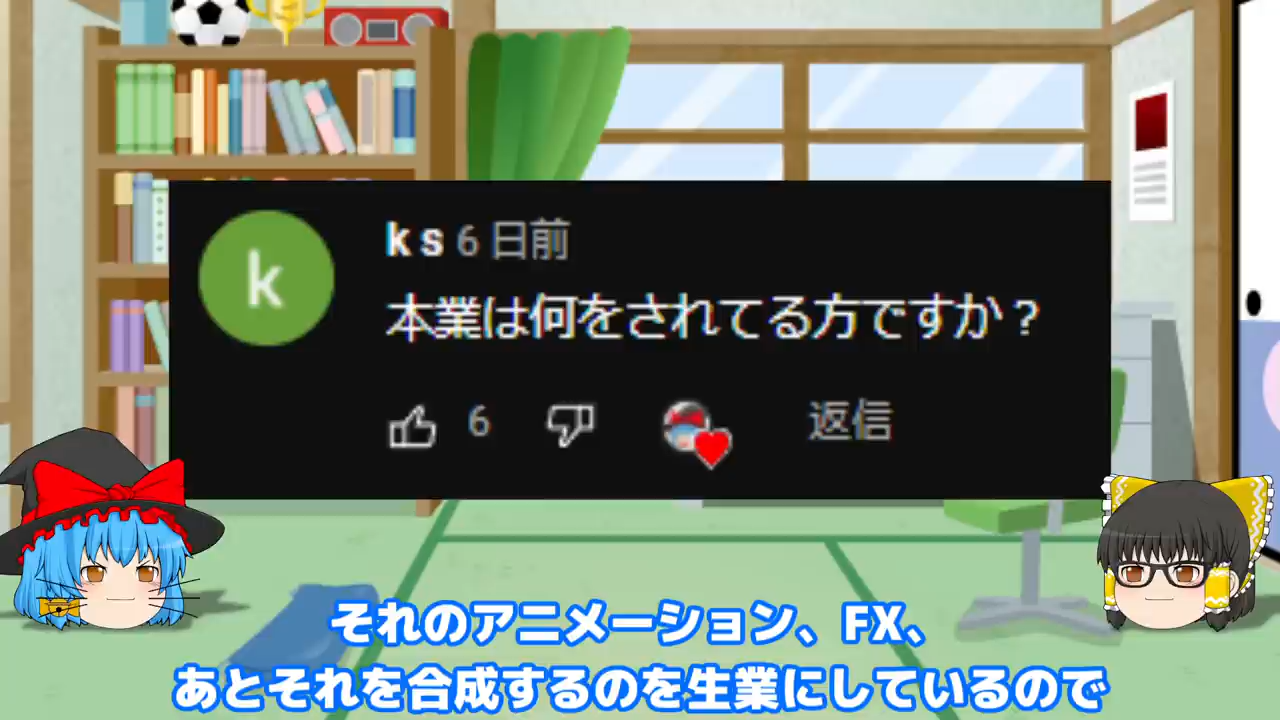 k
k s 6 日前
本業は何をされてる方ですか？
6
返信
それのアニメーション、FX、
あとそれを合成するのを生業にしているので